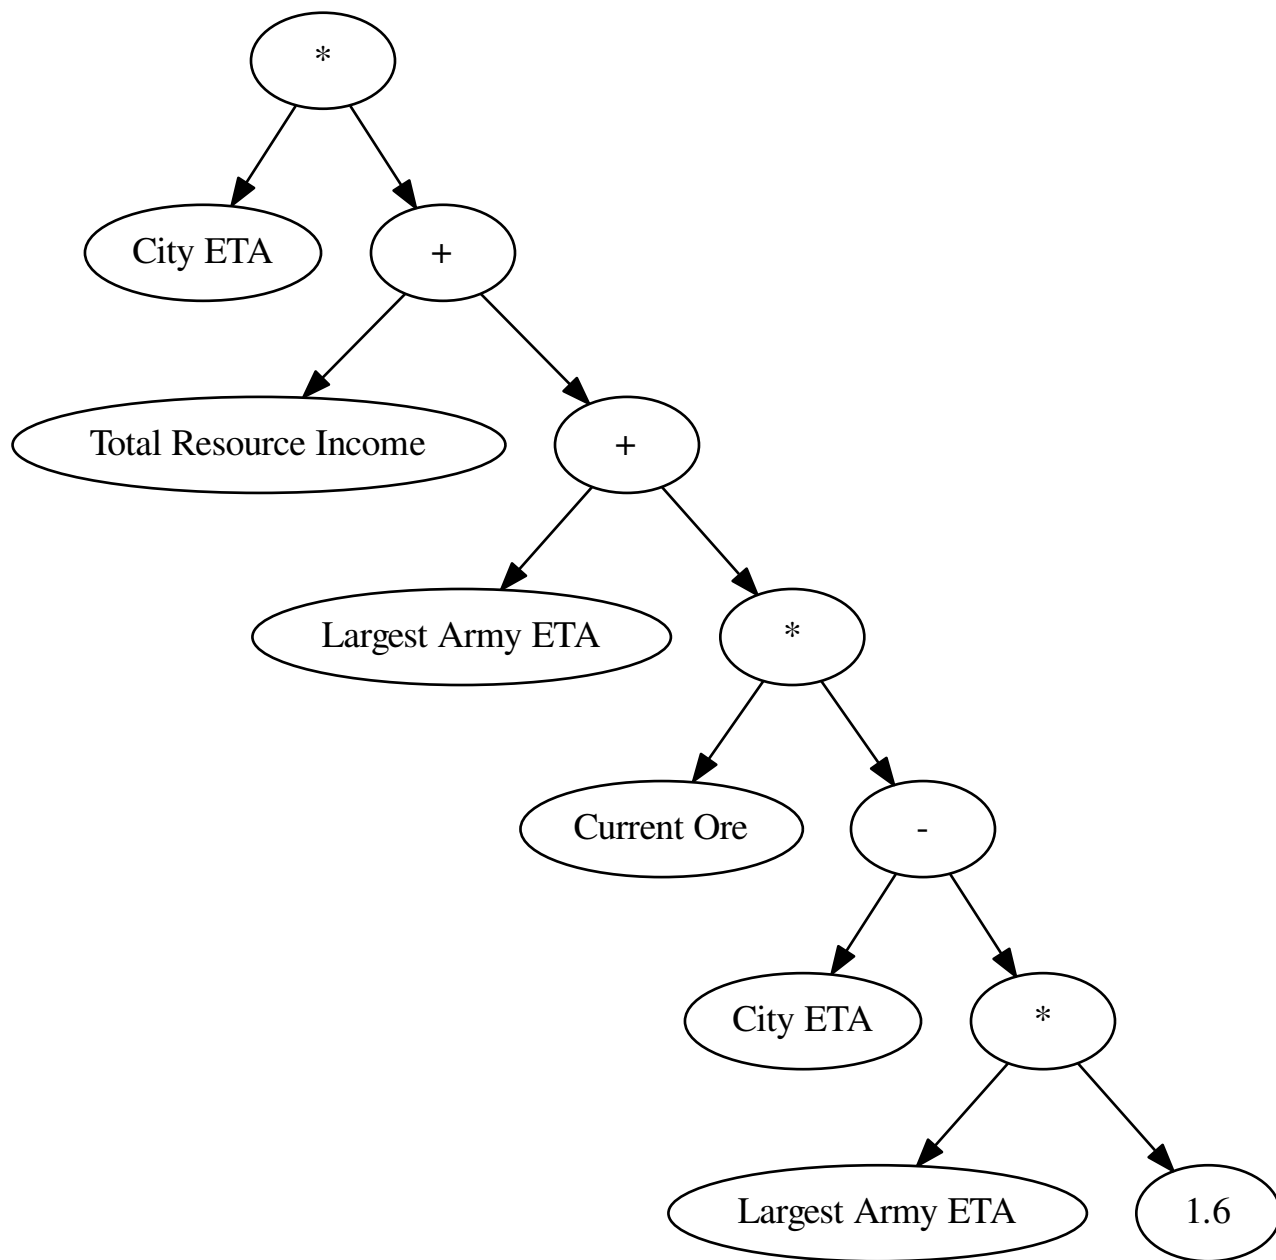 *
City ETA
+
Total Resource Income
+
Largest Army ETA
*
Current Ore
-
City ETA
*
Largest Army ETA
1.6